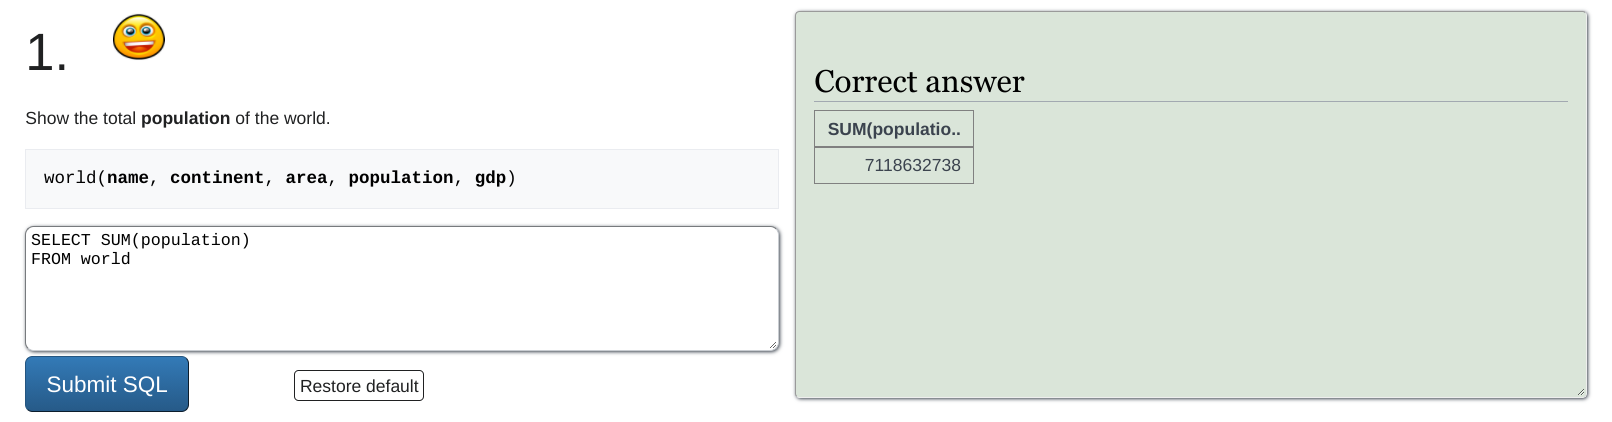 1.
Show the total population of the world.
world(name, continent, area, population, gdp)
SELECT SUM(population)
FROM world
Submit SQL
Restore default
Correct answer
SUM(populatio..
7118632738